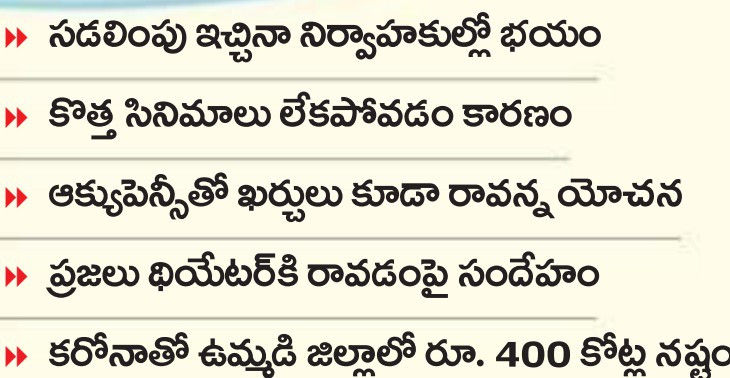 సడలింపు ఇచ్చినా నిర్వాహకుల్లో భయం
కొత్త సినిమాలు లేకపోవడం కారణం
ఆక్యుపెన్సీతో ఖర్చులు కూడా రావన్న యోచన
ప్రజలు థియేటర్‌కి రావడంపై సందేహం
కరోనాతో ఉమ్మడి జిల్లాలో రూ. 400 కోట్ల నష్టం